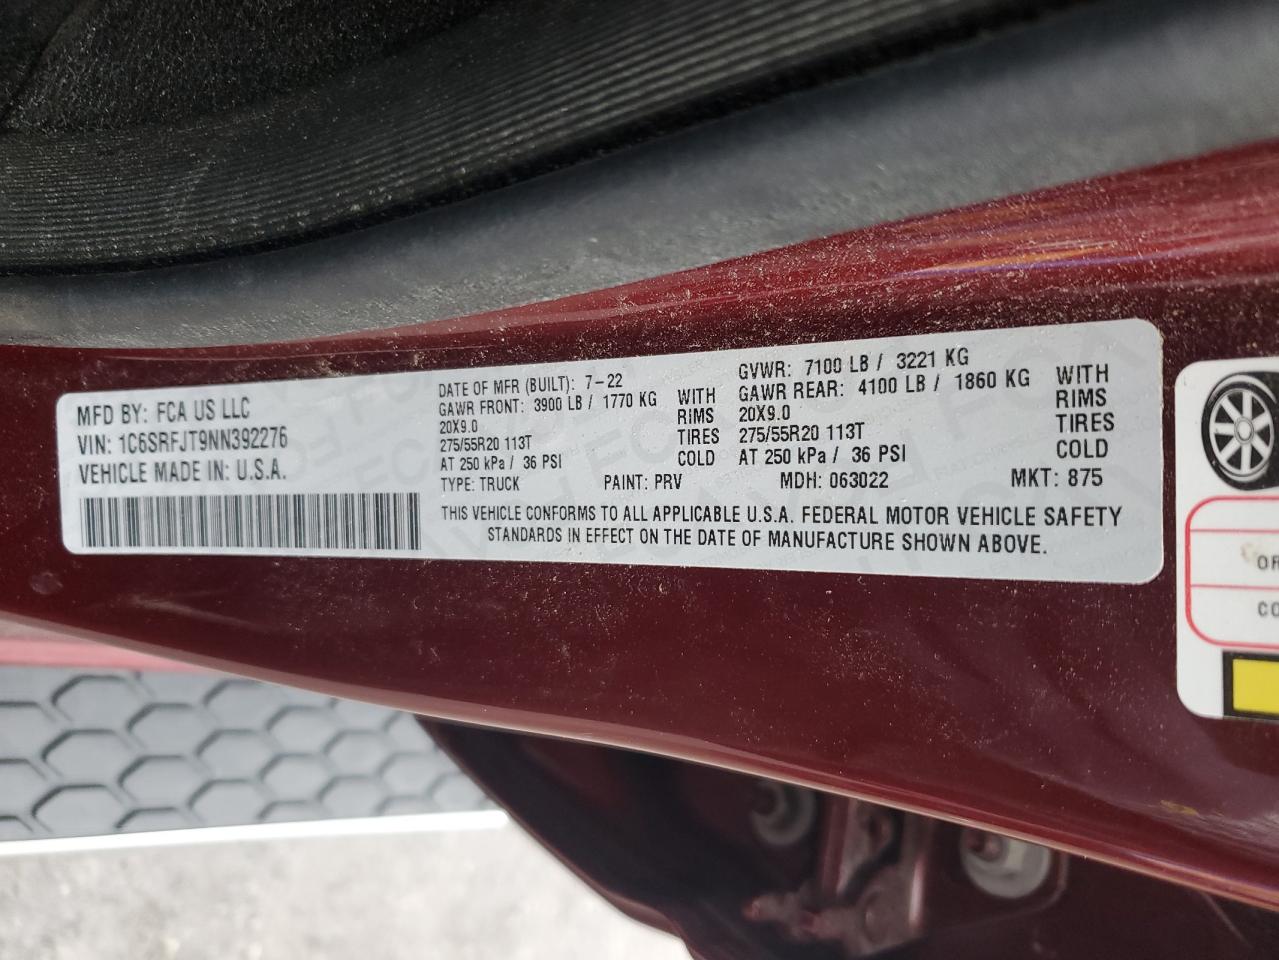 MFD BY: FCA US LLC
VIN: 1C6SRFJT9NN392276
VEHICLE MADE IN: U.S.A.
DATE OF MFR (BUILT): 7-22
GAWR FRONT: 3900 LB / 1770 KG WITH
20X9.0 RIMS
275/55R20 113T TIRES
AT 250 kPa / 36 PSI COLD
GVWR: 7100 LB / 3221 KG
GAWR REAR: 4100 LB / 1860 KG WITH
20X9.0 RIMS
275/55R20 113T TIRES
AT 250 kPa / 36 PSI COLD
TYPE: TRUCK PAINT: PRV MDH: 063022 MKT: 875
THIS VEHICLE CONFORMS TO ALL APPLICABLE U.S.A. FEDERAL MOTOR VEHICLE SAFETY
STANDARDS IN EFFECT ON THE DATE OF MANUFACTURE SHOWN ABOVE.